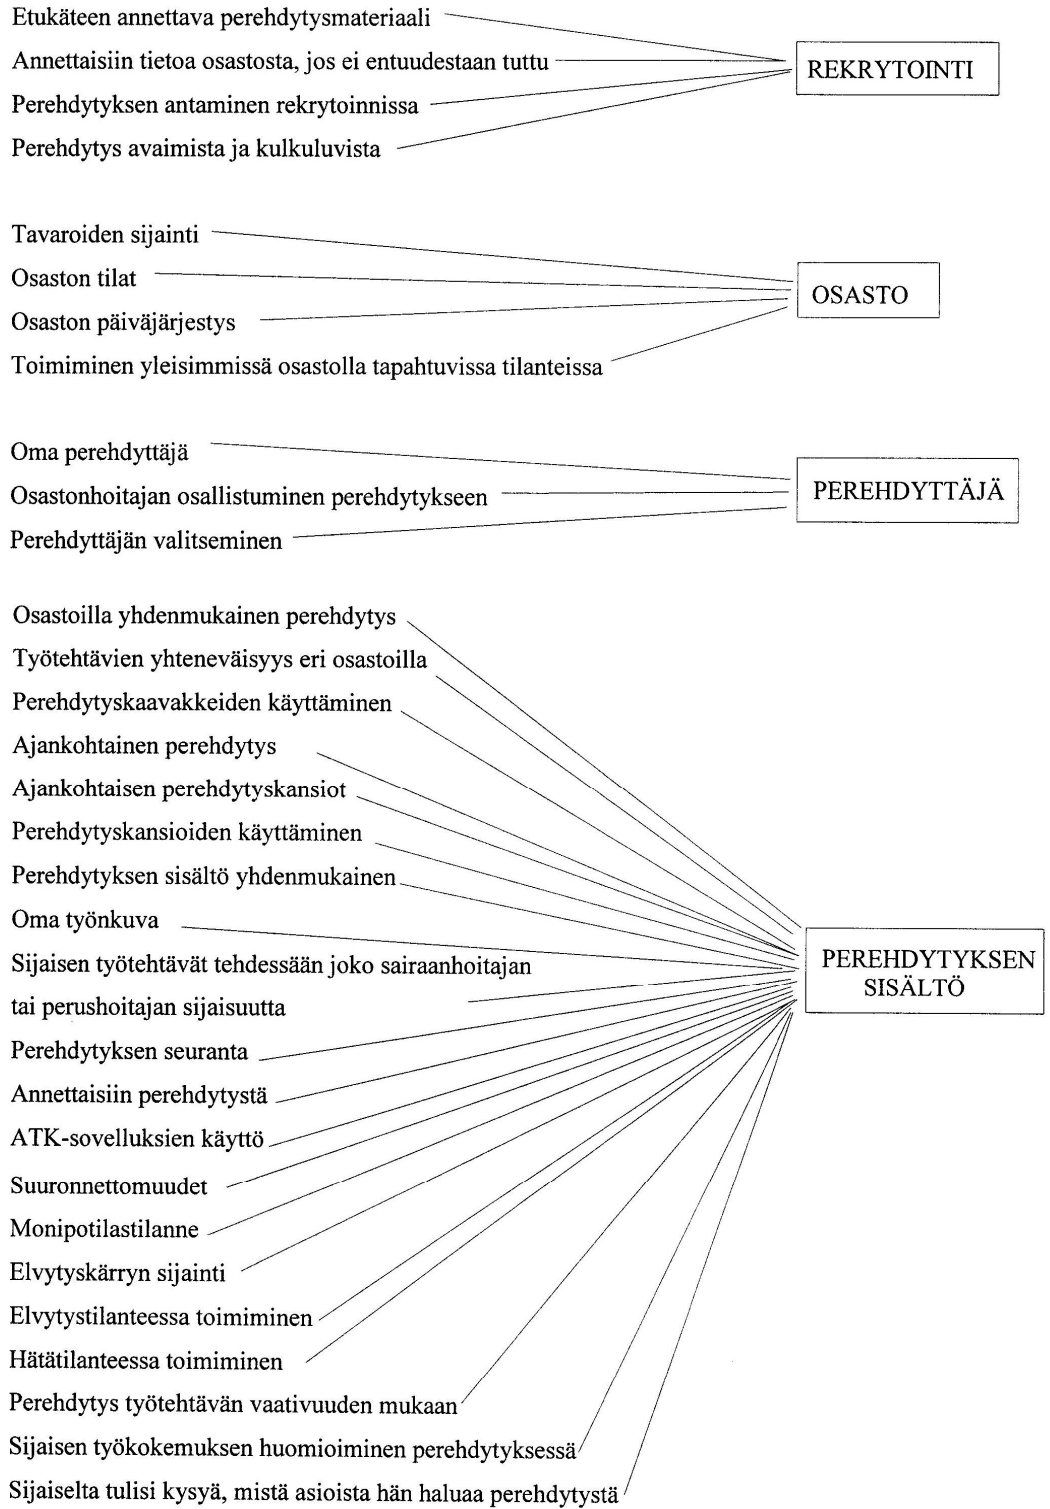 Etukäteen annettava perehdytysmateriaali
Annettaisiin tietoa osastosta, jos ei entuudestaan tuttu
REKRYTOINTI
Perehdytyksen antaminen rekrytoinnissa
Perehdytys avaimista ja kulkuluvista
Tavaroiden sijainti
Osaston tilat
OSASTO
Osaston päiväjärjestys
Toimiminen yleisimmissä osastolla tapahtuvissa tilanteissa
Oma perehdyttäjä
Osastonhoitajan osallistuminen perehdytykseen
PEREHDYTTÄJÄ
Perehdyttäjän valitseminen
Osastoilla yhdenmukainen perehdytys
Työtehtävien yhteneväisyys eri osastoilla
Perehdytyskaavakkeiden käyttäminen
Ajankohtainen perehdytys
Ajankohtaisen perehdytyskansiot
Perehdytyskansioiden käyttäminen
Perehdytyksen sisältö yhdenmukainen
Oma työnkuva
Sijaisen työtehtävät tehdessään joko sairaanhoitajan
tai perushoitajan sijaisuutta
PEREHDYTYKSEN
SISÄLTÖ
Perehdytyksen seuranta
Annettaisiin perehdytystä
ATK-sovelluksien käyttö
Suuronnettomuudet
Monipotilastilanne
Elvytyskärryn sijainti
Elvytystilanteessa toimiminen
Hätätilanteessa toimiminen
Perehdytys työtehtävän vaativuuden mukaan
Sijaisen työkokemuksen huomioiminen perehdytyksessä
Sijaiselta tulisi kysyä, mistä asioista hän haluaa perehdytystä